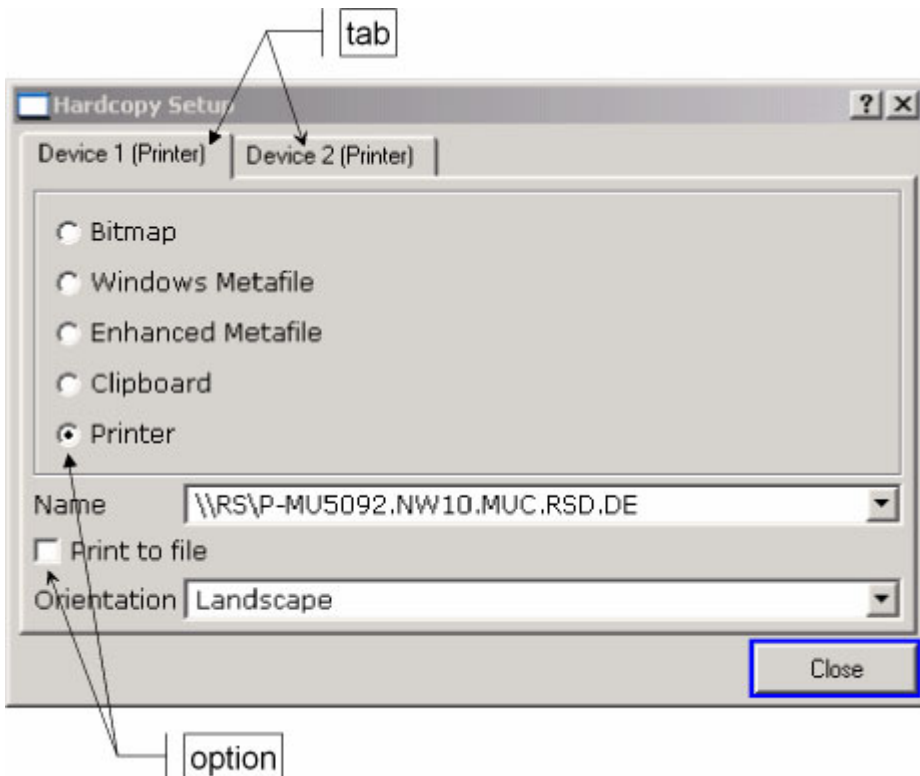 tab
Hardcopy Setup
Device 1 (Printer)
Device 2 (Printer)
Bitmap
Windows Metafile
Enhanced Metafile
Clipboard
Printer
Name \\RS\P-MU5092.NW10.MUC.RSD.DE
Print to file
Orientation Landscape
Close
option